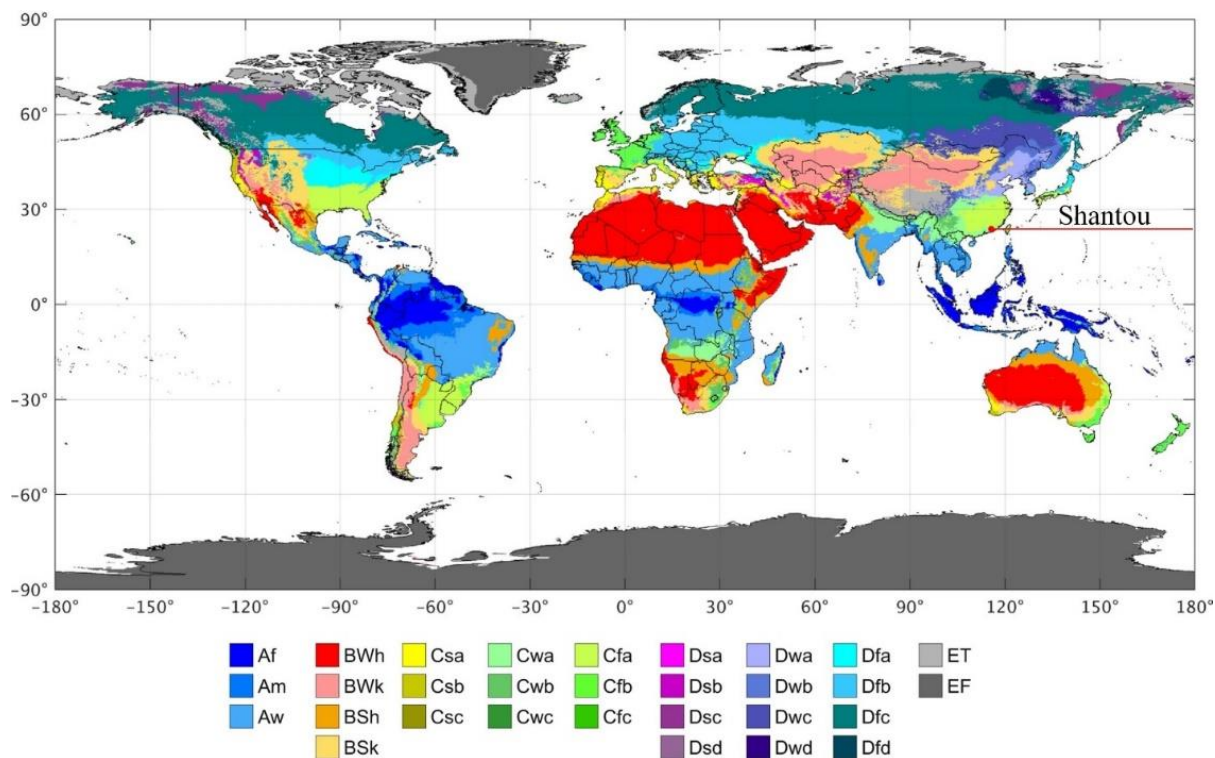 90°
60°
30°
Shantou
0°
−30°
−60°
−90°
−180° −150° −120° −90° −60° −30° 0° 30° 60° 90° 120° 150° 180°
Af BWh Csa Cwa Cfa Dsa Dwa Dfa ET
Am BWk Csb Cwb Cfb Dsb Dwb Dfb EF
Aw BSh Csc Cwc Cfc Dsc Dwc Dfc
BSk Dsd Dwd Dfd